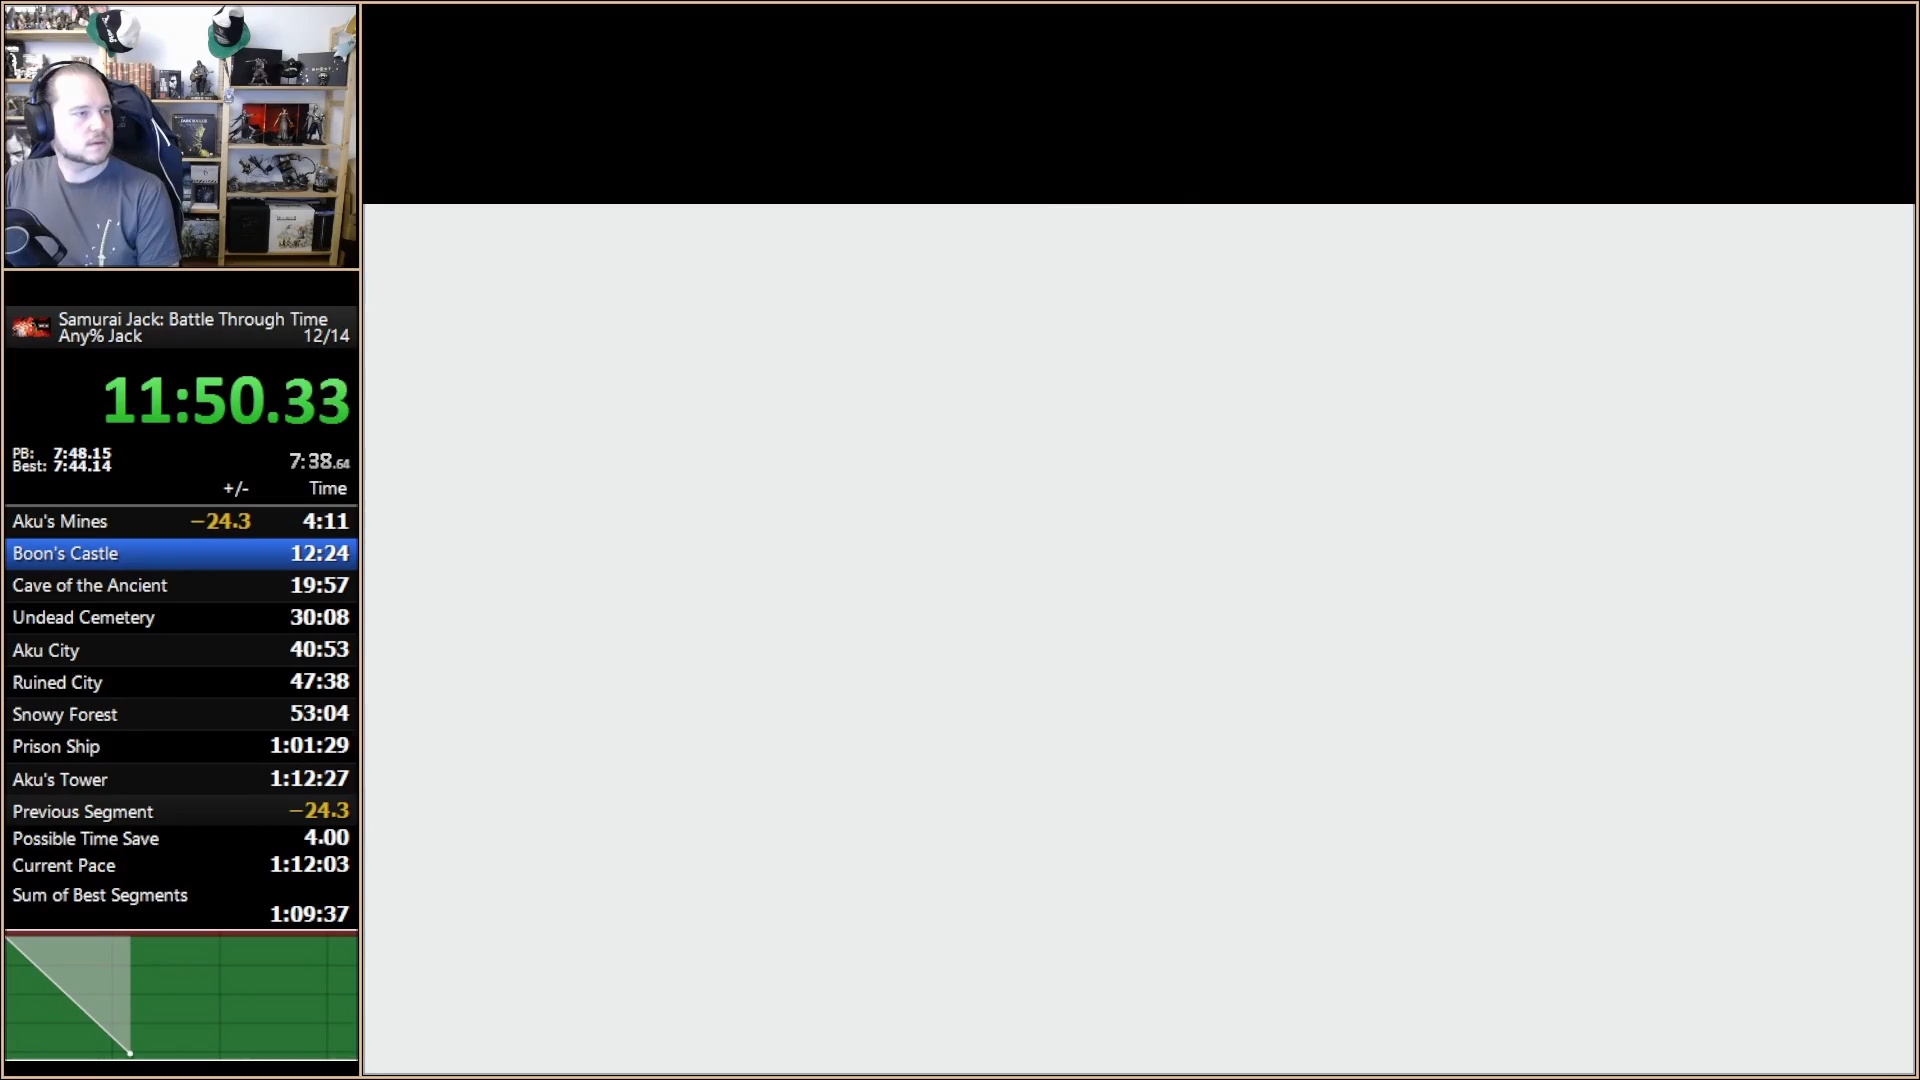 Samurai Jack: Battle Through Time
Any% Jack 12/14
11:50.33
PB: 7:48.15
Best: 7:44.14
7:38.64
+/- Time
Aku's Mines −24.3 4:11
Boon's Castle 12:24
Cave of the Ancient 19:57
Undead Cemetery 30:08
Aku City 40:53
Ruined City 47:38
Snowy Forest 53:04
Prison Ship 1:01:29
Aku's Tower 1:12:27
Previous Segment −24.3
Possible Time Save 4.00
Current Pace 1:12:03
Sum of Best Segments
1:09:37